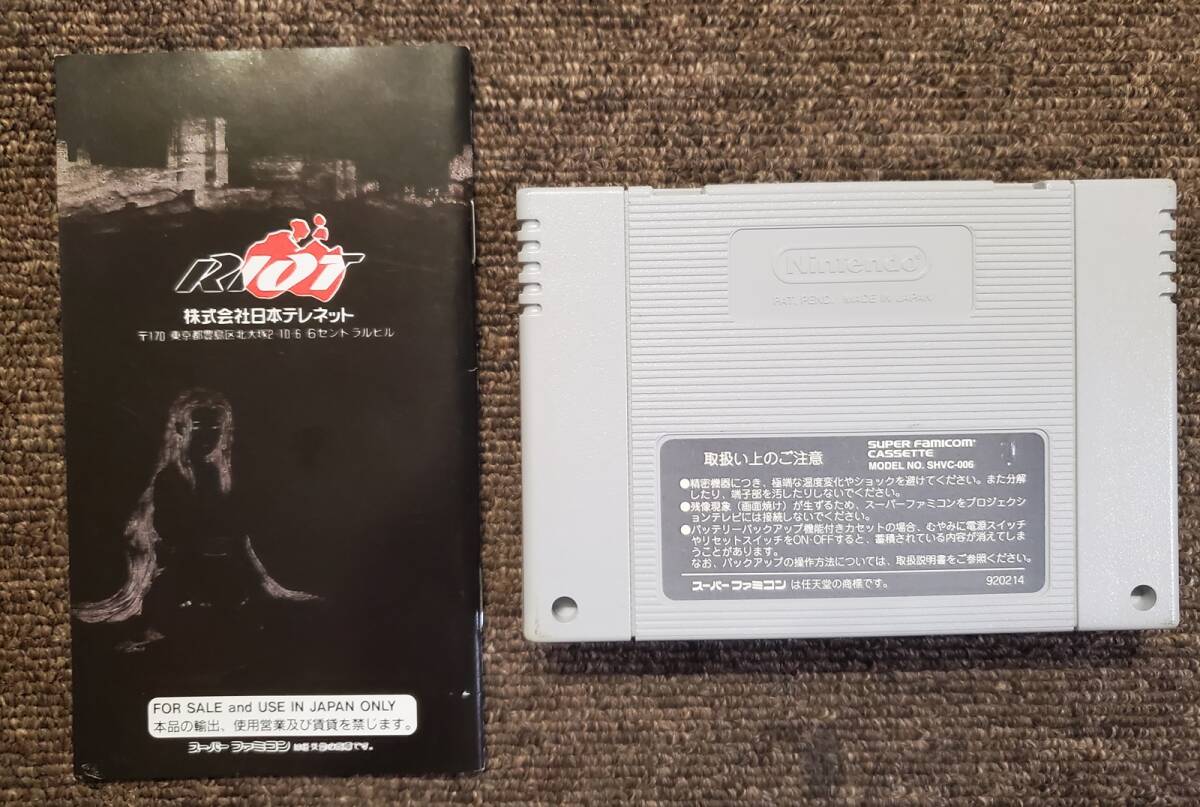 RIOT
株式会社日本テレネット
〒170 東京都豊島区北大塚2-10-6 6セントラルヒル
FOR SALE and USE IN JAPAN ONLY
本品の輸出、使用営業及び賃貸を禁じます。
スーパーファミコンは任天堂の商標です。
Nintendo
PAT. PEND. MADE IN JAPAN
取扱い上のご注意
SUPER FAMICOM
CASSETTE
MODEL NO. SHVC-006
●精密機器につき、極端な温度変化やショックを避けてください。また分解
したり、端子部を汚したりしないでください。
●残像現象（画面焼け）が生ずるため、スーパーファミコンをプロジェクシ
ョンテレビには接続しないでください。
●バッテリーバックアップ機能付きカセットの場合、むやみに電源スイッチ
やリセットスイッチをON・OFFすると、蓄積されている内容が消えてしま
うことがあります。
なお、バックアップの操作方法については、取扱説明書をご参照ください。
スーパーファミコンは任天堂の商標です。
920214